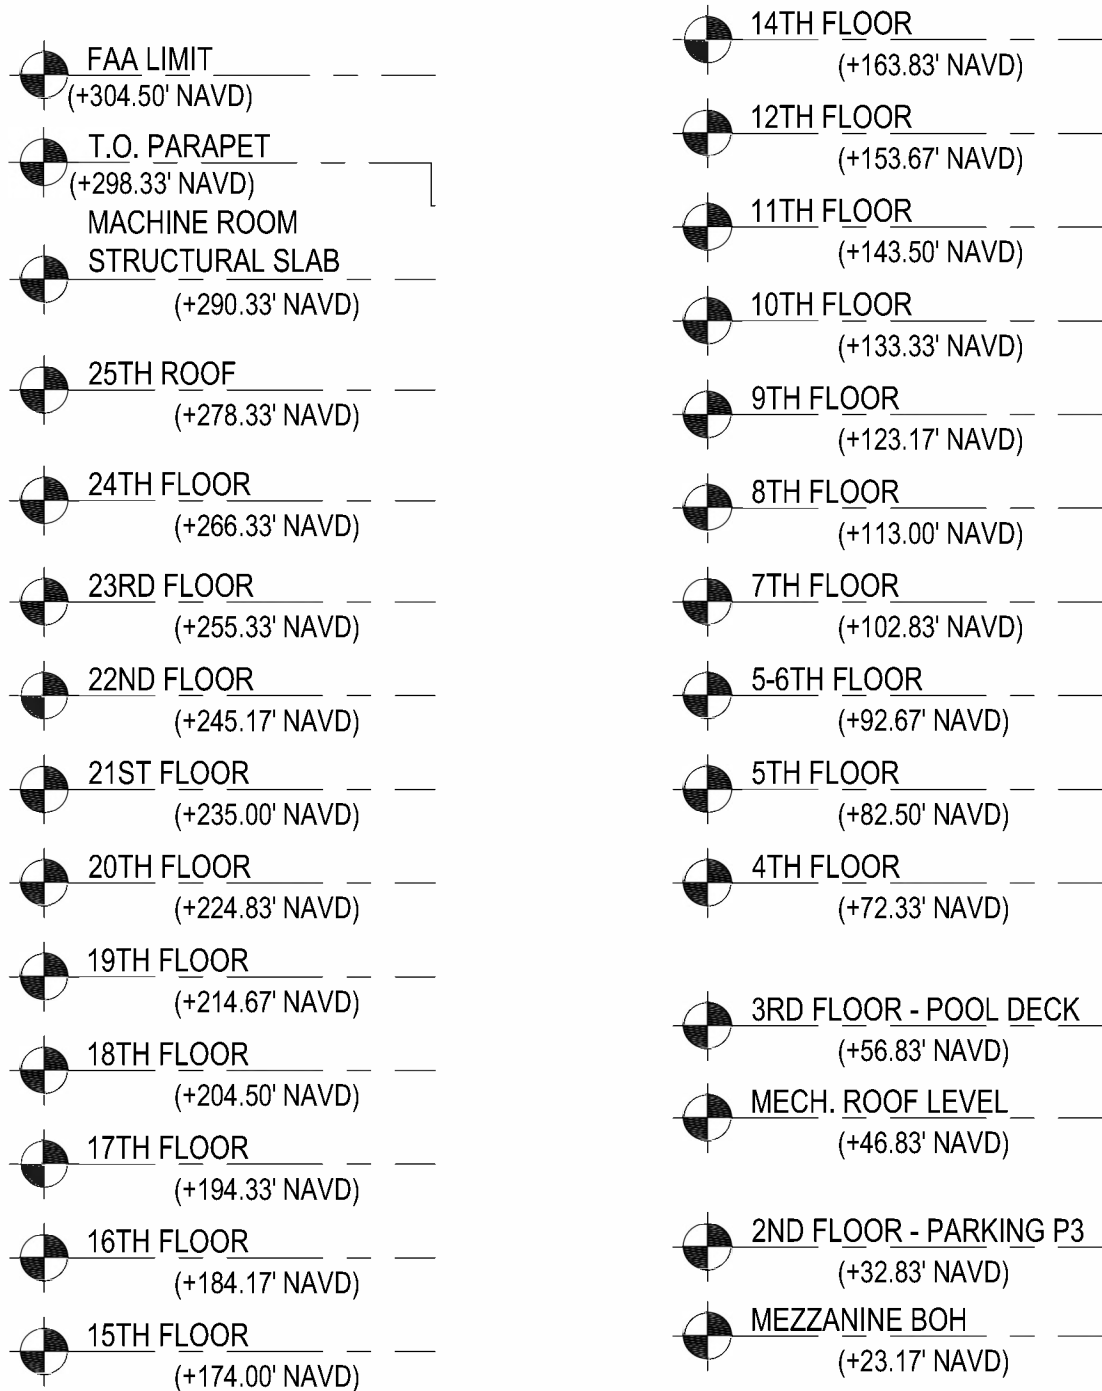 FAA LIMIT
(+304.50' NAVD)
T.O. PARAPET
(+298.33' NAVD)
MACHINE ROOM
STRUCTURAL SLAB
(+290.33' NAVD)
25TH ROOF
(+278.33' NAVD)
24TH FLOOR
(+266.33' NAVD)
23RD FLOOR
(+255.33' NAVD)
22ND FLOOR
(+245.17' NAVD)
21ST FLOOR
(+235.00' NAVD)
20TH FLOOR
(+224.83' NAVD)
19TH FLOOR
(+214.67' NAVD)
18TH FLOOR
(+204.50' NAVD)
17TH FLOOR
(+194.33' NAVD)
16TH FLOOR
(+184.17' NAVD)
15TH FLOOR
(+174.00' NAVD)
14TH FLOOR
(+163.83' NAVD)
12TH FLOOR
(+153.67' NAVD)
11TH FLOOR
(+143.50' NAVD)
10TH FLOOR
(+133.33' NAVD)
9TH FLOOR
(+123.17' NAVD)
8TH FLOOR
(+113.00' NAVD)
7TH FLOOR
(+102.83' NAVD)
5-6TH FLOOR
(+92.67' NAVD)
5TH FLOOR
(+82.50' NAVD)
4TH FLOOR
(+72.33' NAVD)
3RD FLOOR - POOL DECK
(+56.83' NAVD)
MECH. ROOF LEVEL
(+46.83' NAVD)
2ND FLOOR - PARKING P3
(+32.83' NAVD)
MEZZANINE BOH
(+23.17' NAVD)